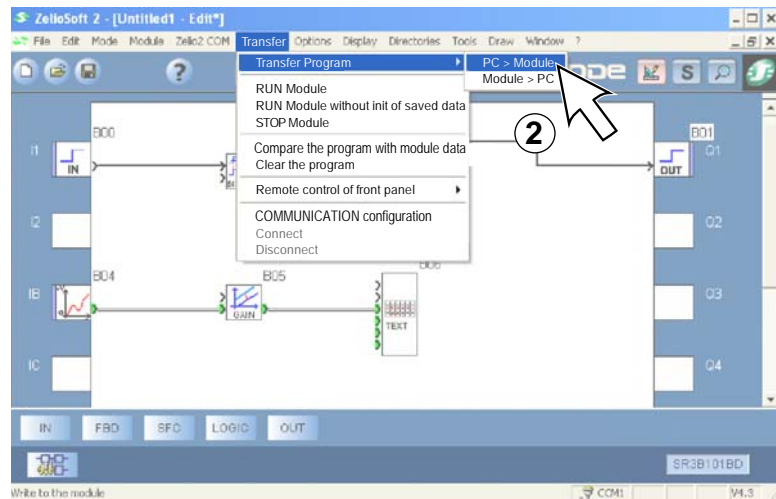 ZelioSoft 2 - [Untitled1 - Edit*]
File Edit Mode Module Zelio2 COM Transfer Options Display Directories Tools Draw Window ?
Transfer Program
PC > Module
Module > PC
?
S
RUN Module
RUN Module without init of saved data
STOP Module
2
Compare the program with module data
Clear the program
Remote control of front panel
COMMUNICATION configuration
Connect
Disconnect
B00
B01
I1
IN
OUT
Q1
I2
Q2
B04
B05
IB
GAIN
TEXT
Q3
IC
Q4
IN FBD SFC LOGIC OUT
SR3B101BD
Write to the module
COM1
V4.3